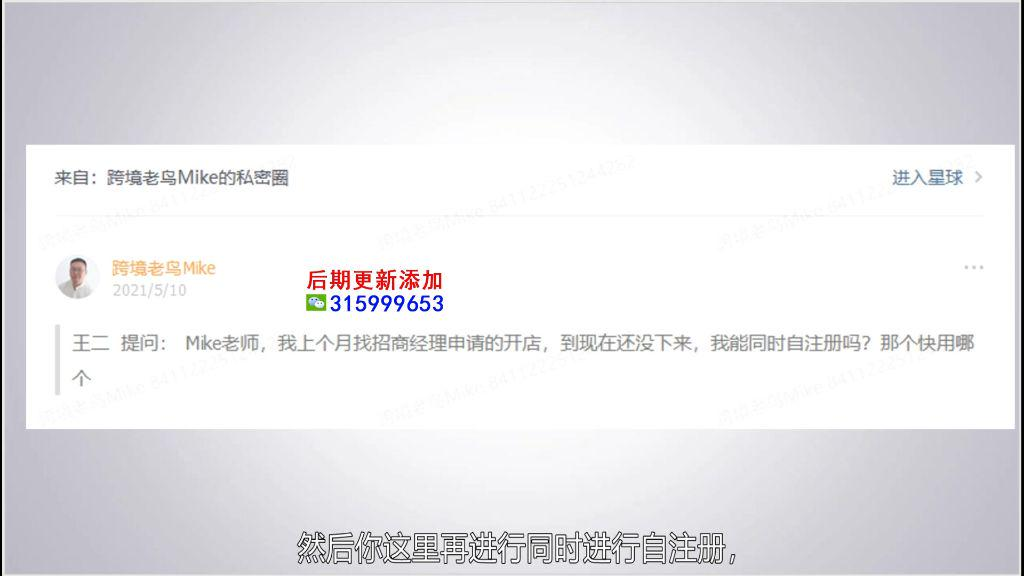 来自：跨境老鸟Mike的私密圈
进入星球
跨境老鸟Mike
2021/5/10
后期更新添加
315999653
王二 提问： Mike老师，我上个月找招商经理申请的开店，到现在还没下来，我能同时自注册吗？那个快用哪
个
然后你这里再进行同时进行自注册，